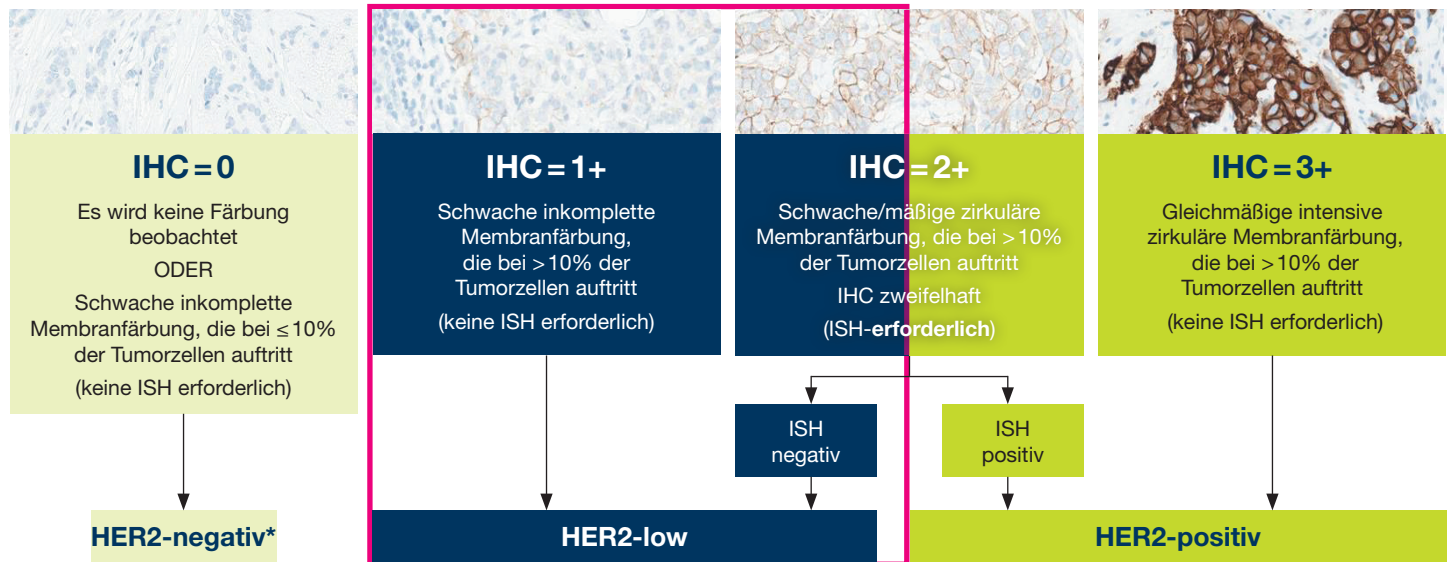 IHC = 0
Es wird keine Färbung
beobachtet
ODER
Schwache inkomplette
Membranfärbung, die bei ≤ 10%
der Tumorzellen auftritt
(keine ISH erforderlich)
HER2-negativ*
IHC = 1+
Schwache inkomplette
Membranfärbung,
die bei > 10% der
Tumorzellen auftritt
(keine ISH erforderlich)
IHC = 2+
Schwache/mäßige zirkuläre
Membranfärbung, die bei > 10%
der Tumorzellen auftritt
IHC zweifelhaft
(ISH-erforderlich)
ISH
negativ
ISH
positiv
HER2-low
IHC = 3+
Gleichmäßige intensive
zirkuläre Membranfärbung,
die bei > 10% der
Tumorzellen auftritt
(keine ISH erforderlich)
HER2-positiv